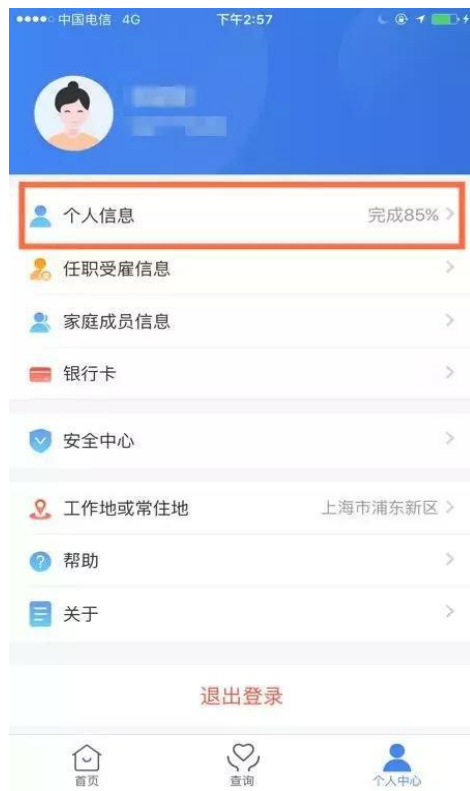 中国电信 4G 下午2:57
个人信息 完成85%
任职受雇信息
家庭成员信息
银行卡
安全中心
工作地或常住地 上海市浦东新区
帮助
关于
退出登录
首页 查询 个人中心